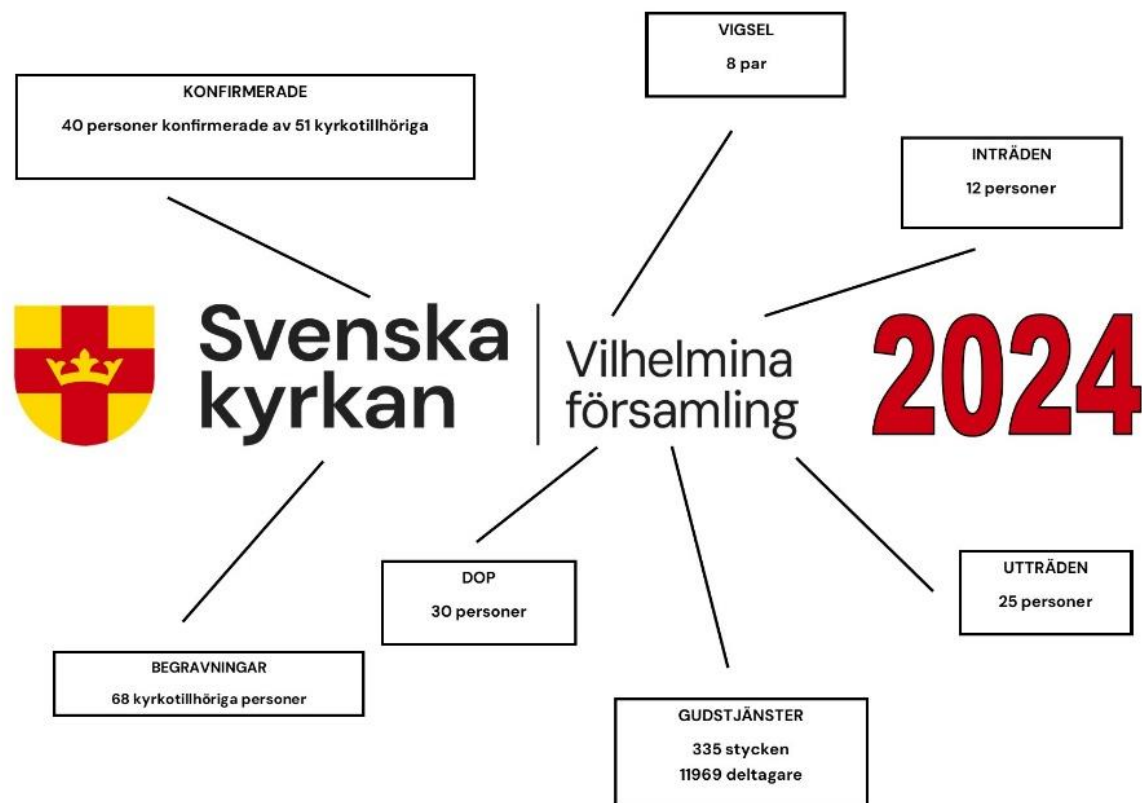 VIGSEL
8 par
KONFIRMERADE
40 personer konfirmerade av 51 kyrkotillhöriga
INTRÄDEN
12 personer
Svenska
kyrkan
Vilhelmina
församling
2024
DOP
30 personer
UTTRÄDEN
25 personer
BEGRAVNINGAR
68 kyrkotillhöriga personer
GUDSTJÄNSTER
335 stycken
11969 deltagare